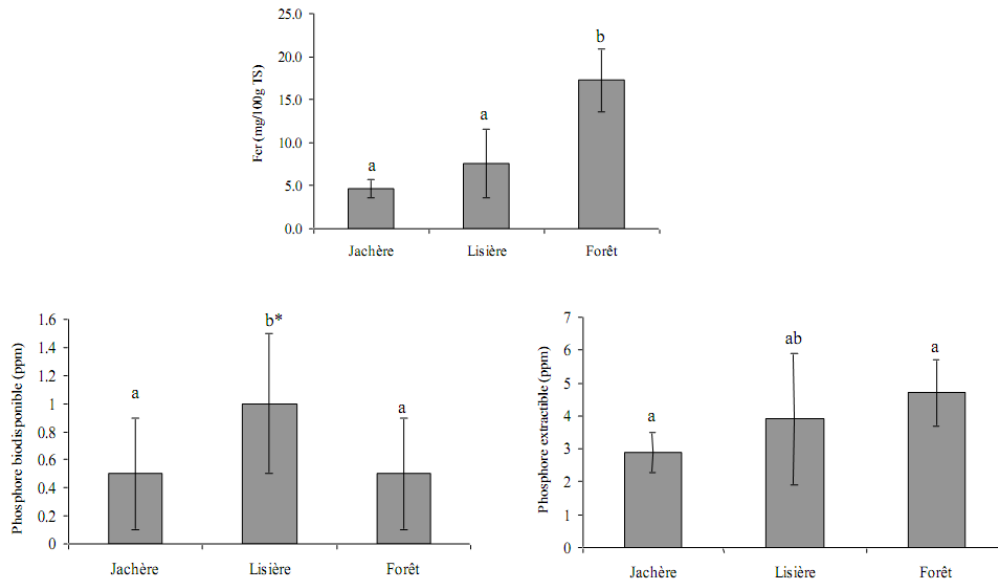 25.0
20.0
15.0
10.0
5.0
0.0
Fer (mg/100g TS)
a
a
b
Jachère Lisière Forêt
1.6
1.4
1.2
1
0.8
0.6
0.4
0.2
0
Phosphore biodisponible (ppm)
a
b*
a
Jachère Lisière Forêt
7
6
5
4
3
2
1
0
Phosphore extractible (ppm)
a
ab
a
Jachère Lisière Forêt